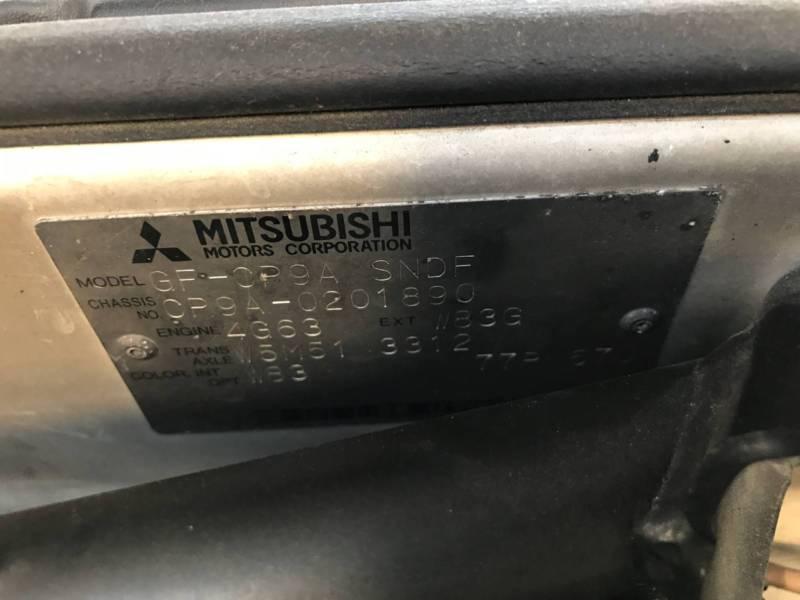 MITSUBISHI
MOTORS CORPORATION
MODEL GF-CP9A SNDF
CHASSIS NO. CP9A-0201890
ENGINE 4G63 EXT W83G
TRANS AXLE W5M51 3312
COLOR, INT OPT W83